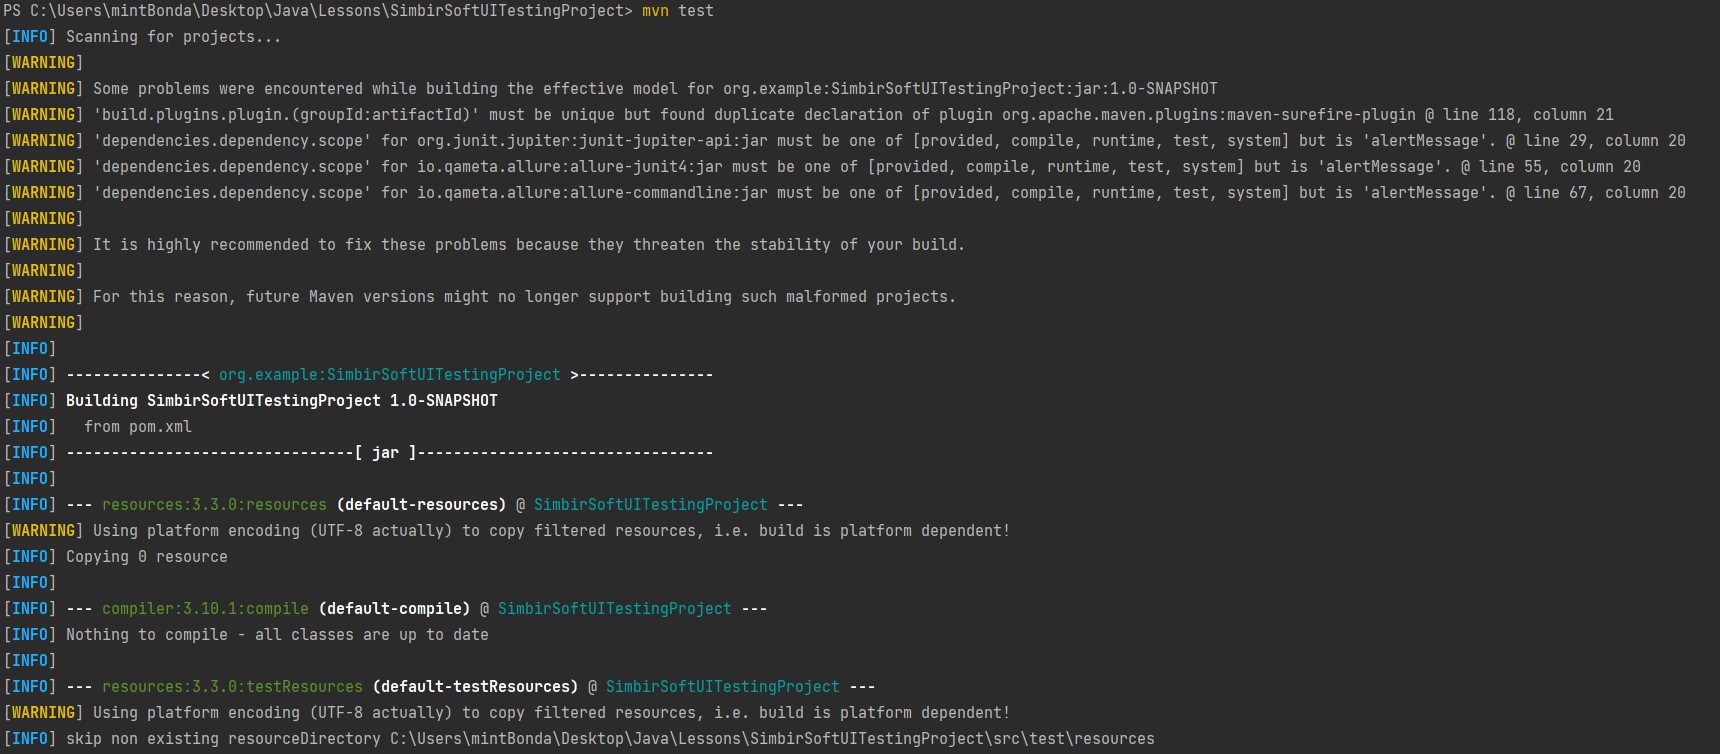 PS C:\Users\mintBonda\Desktop\Java\Lessons\SimbirSoftUITestingProject> mvn test
[INFO] Scanning for projects...
[WARNING]
[WARNING] Some problems were encountered while building the effective model for org.example:SimbirSoftUITestingProject:jar:1.0-SNAPSHOT
[WARNING] 'build.plugins.plugin.(groupId:artifactId)' must be unique but found duplicate declaration of plugin org.apache.maven.plugins:maven-surefire-plugin @ line 118, column 21
[WARNING] 'dependencies.dependency.scope' for org.junit.jupiter:junit-jupiter-api:jar must be one of [provided, compile, runtime, test, system] but is 'alertMessage'. @ line 29, column 20
[WARNING] 'dependencies.dependency.scope' for io.qameta.allure:allure-junit4:jar must be one of [provided, compile, runtime, test, system] but is 'alertMessage'. @ line 55, column 20
[WARNING] 'dependencies.dependency.scope' for io.qameta.allure:allure-commandline:jar must be one of [provided, compile, runtime, test, system] but is 'alertMessage'. @ line 67, column 20
[WARNING]
[WARNING] It is highly recommended to fix these problems because they threaten the stability of your build.
[WARNING]
[WARNING] For this reason, future Maven versions might no longer support building such malformed projects.
[WARNING]
[INFO]
[INFO] ---------------< org.example:SimbirSoftUITestingProject >---------------
[INFO] Building SimbirSoftUITestingProject 1.0-SNAPSHOT
[INFO]   from pom.xml
[INFO] --------------------------------[ jar ]---------------------------------
[INFO]
[INFO] --- resources:3.3.0:resources (default-resources) @ SimbirSoftUITestingProject ---
[WARNING] Using platform encoding (UTF-8 actually) to copy filtered resources, i.e. build is platform dependent!
[INFO] Copying 0 resource
[INFO]
[INFO] --- compiler:3.10.1:compile (default-compile) @ SimbirSoftUITestingProject ---
[INFO] Nothing to compile - all classes are up to date
[INFO]
[INFO] --- resources:3.3.0:testResources (default-testResources) @ SimbirSoftUITestingProject ---
[WARNING] Using platform encoding (UTF-8 actually) to copy filtered resources, i.e. build is platform dependent!
[INFO] skip non existing resourceDirectory C:\Users\mintBonda\Desktop\Java\Lessons\SimbirSoftUITestingProject\src\test\resources